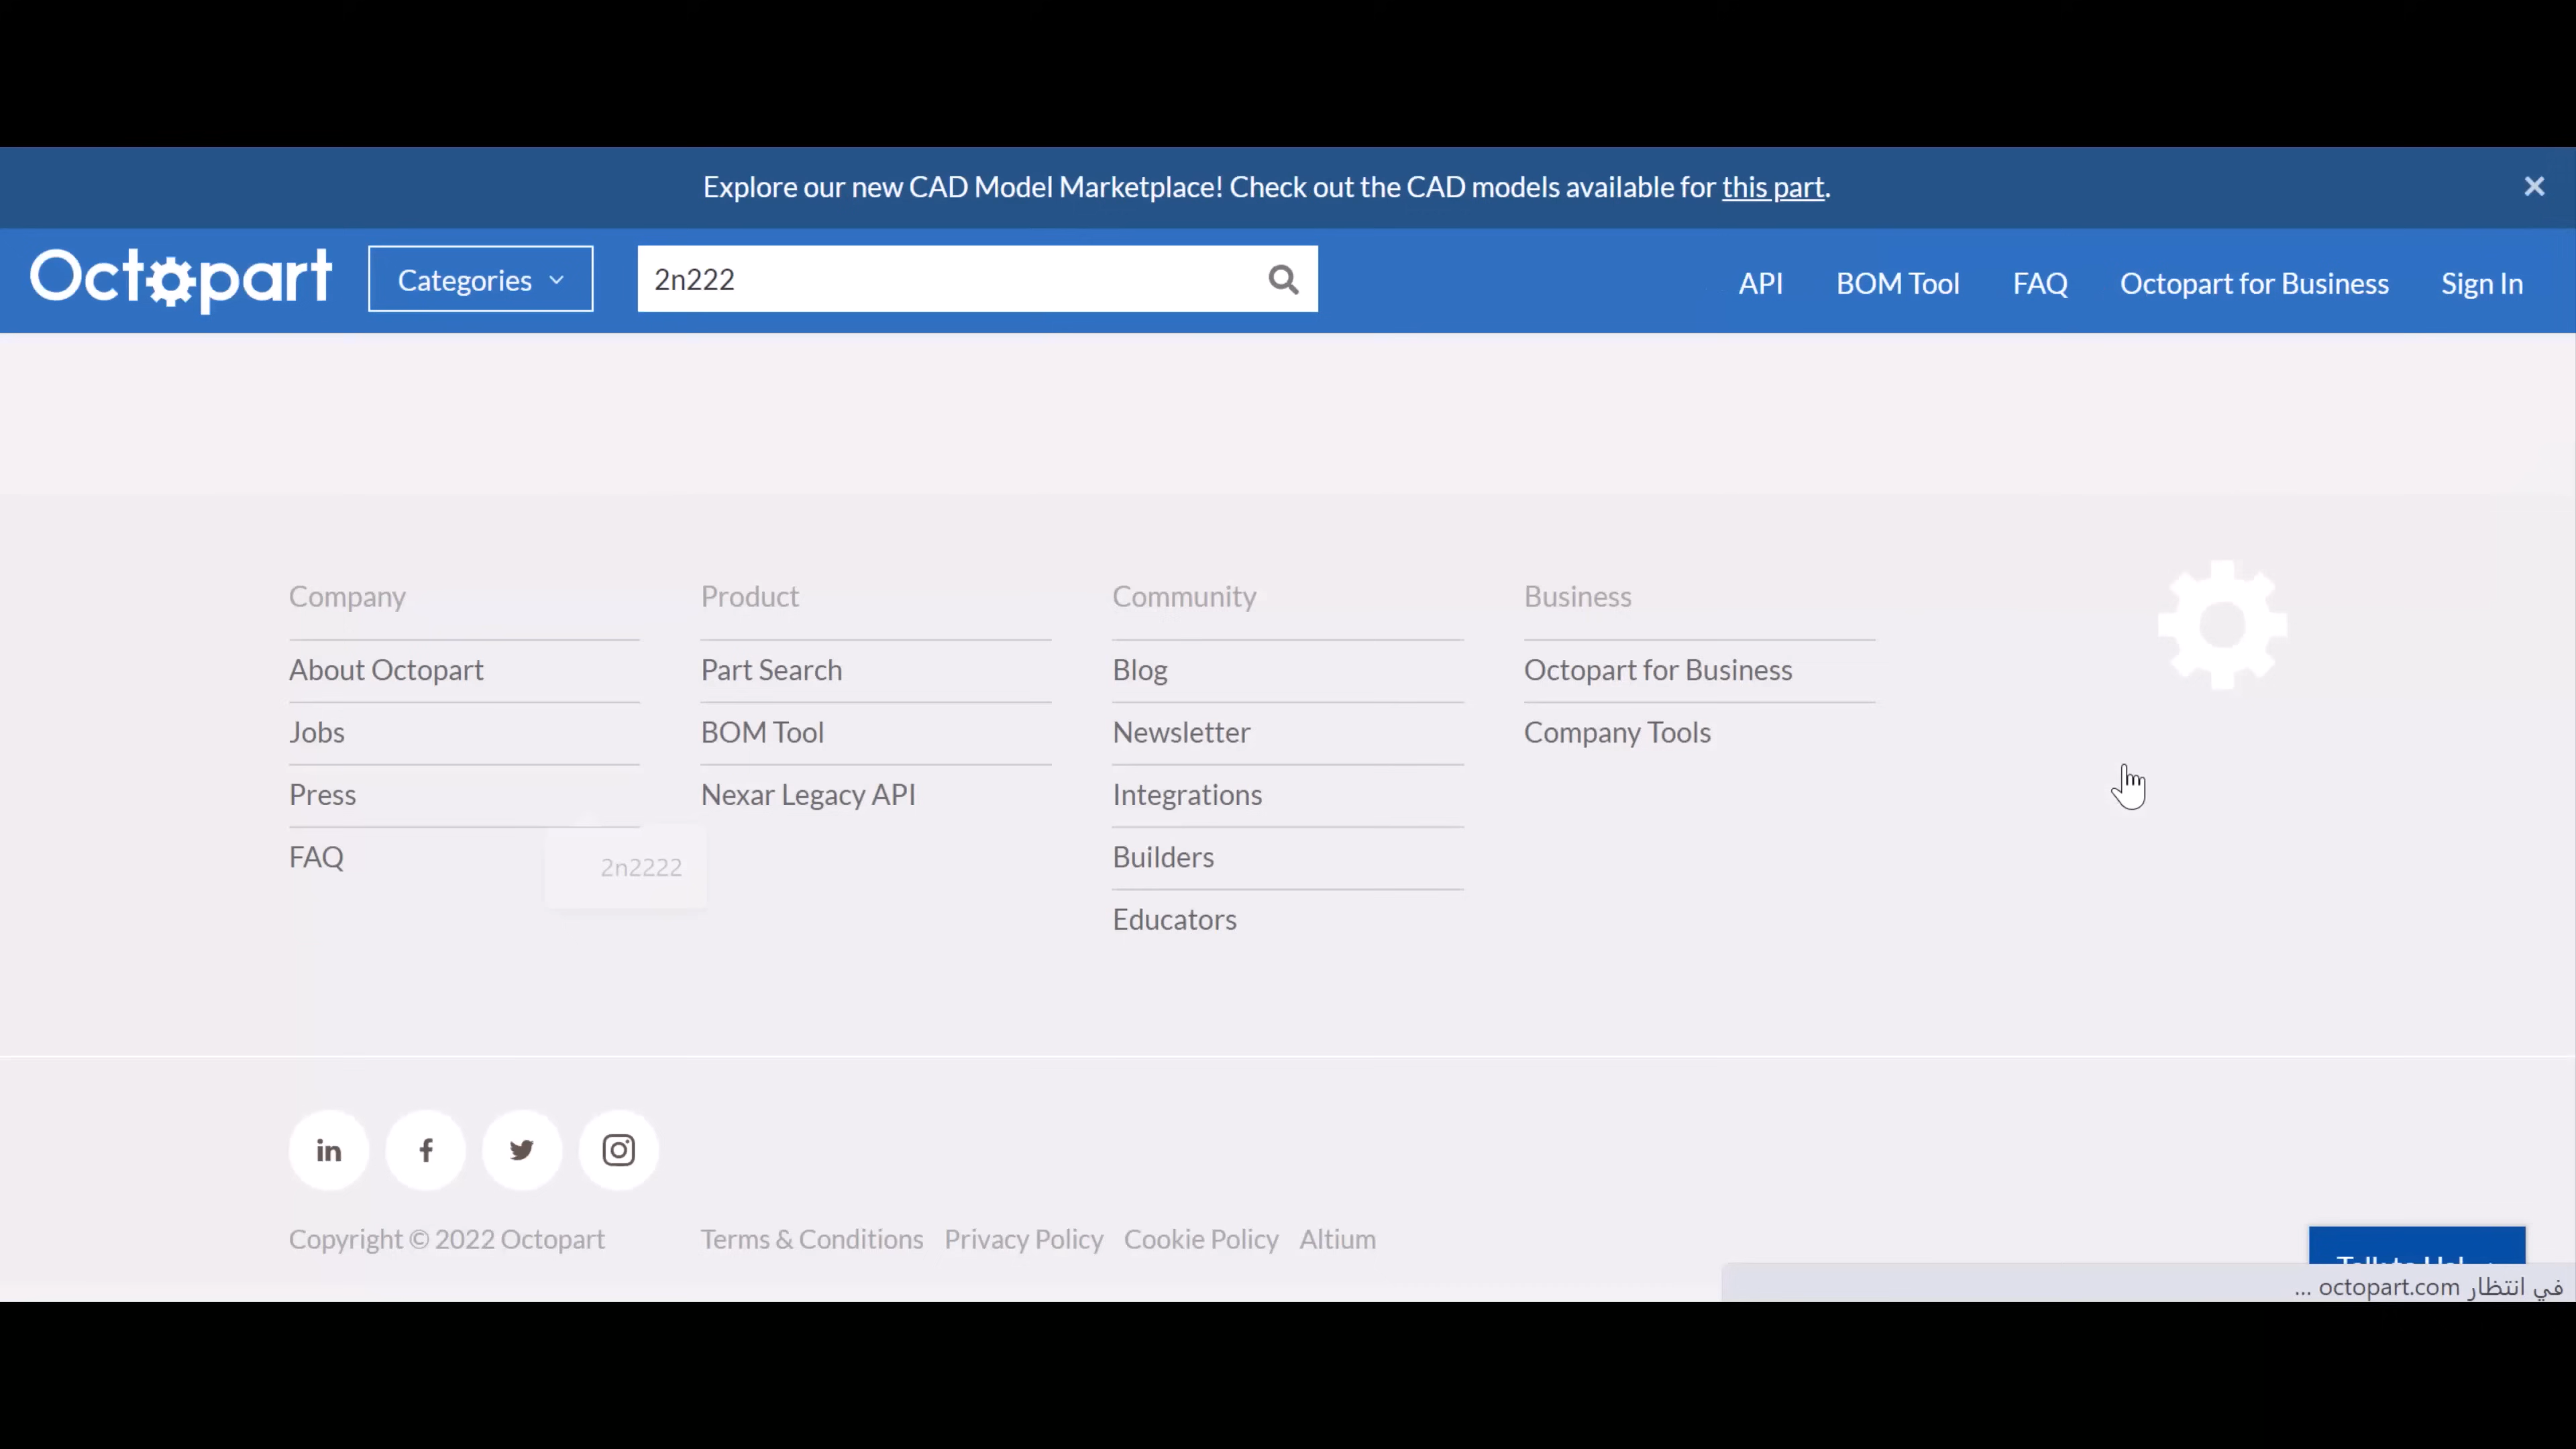 Explore our new CAD Model Marketplace! Check out the CAD models available for this part.
Octopart
Categories
2n222
API
BOM Tool
FAQ
Octopart for Business
Sign In
Company
About Octopart
Jobs
Press
FAQ
2n2222
Product
Part Search
BOM Tool
Nexar Legacy API
Community
Blog
Newsletter
Integrations
Builders
Educators
Business
Octopart for Business
Company Tools
in
f
Copyright © 2022 Octopart
Terms & Conditions
Privacy Policy
Cookie Policy
Altium
في انتظار octopart.com ...